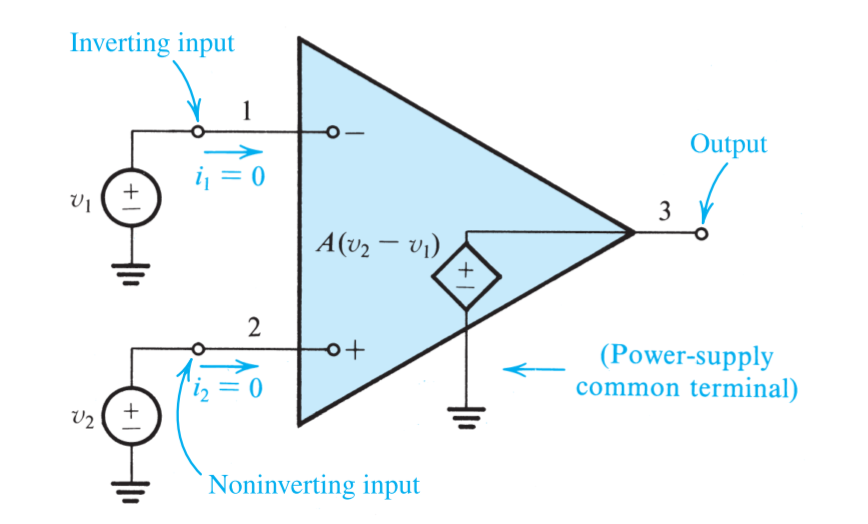 Inverting input
1
−
i₁ = 0
v₁
+
−
Output
3
A(v₂ − v₁)
+
−
2
+
i₂ = 0
(Power-supply
common terminal)
v₂
+
−
Noninverting input